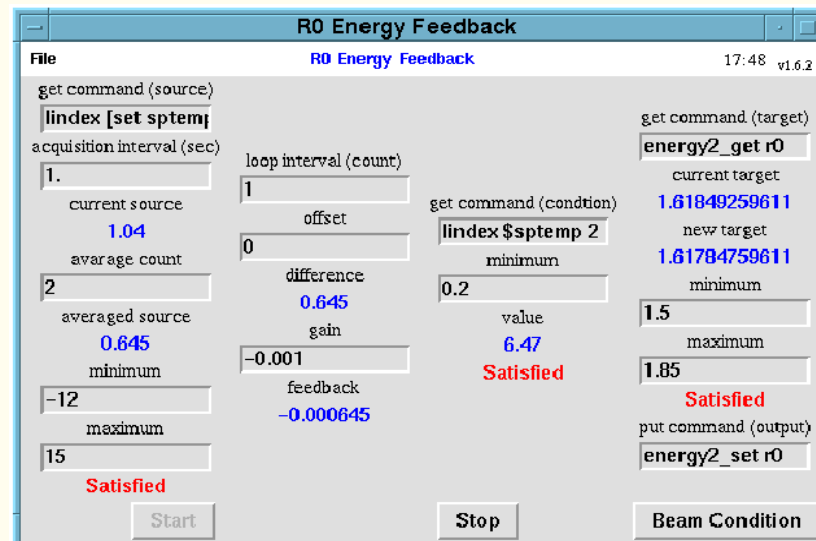 R0 Energy Feedback
File
R0 Energy Feedback
17:48 v1.6.2
get command (source)
lindex [set sptemp
acquisition interval (sec)
1.
current source
1.04
avarage count
2
averaged source
0.645
minimum
-12
maximum
15
Satisfied
loop interval (count)
1
offset
0
difference
0.645
gain
-0.001
feedback
-0.000645
get command (condtion)
lindex $sptemp 2
minimum
0.2
value
6.47
Satisfied
get command (target)
energy2_get r0
current target
1.61849259611
new target
1.61784759611
minimum
1.5
maximum
1.85
Satisfied
put command (output)
energy2_set r0
Start
Stop
Beam Condition